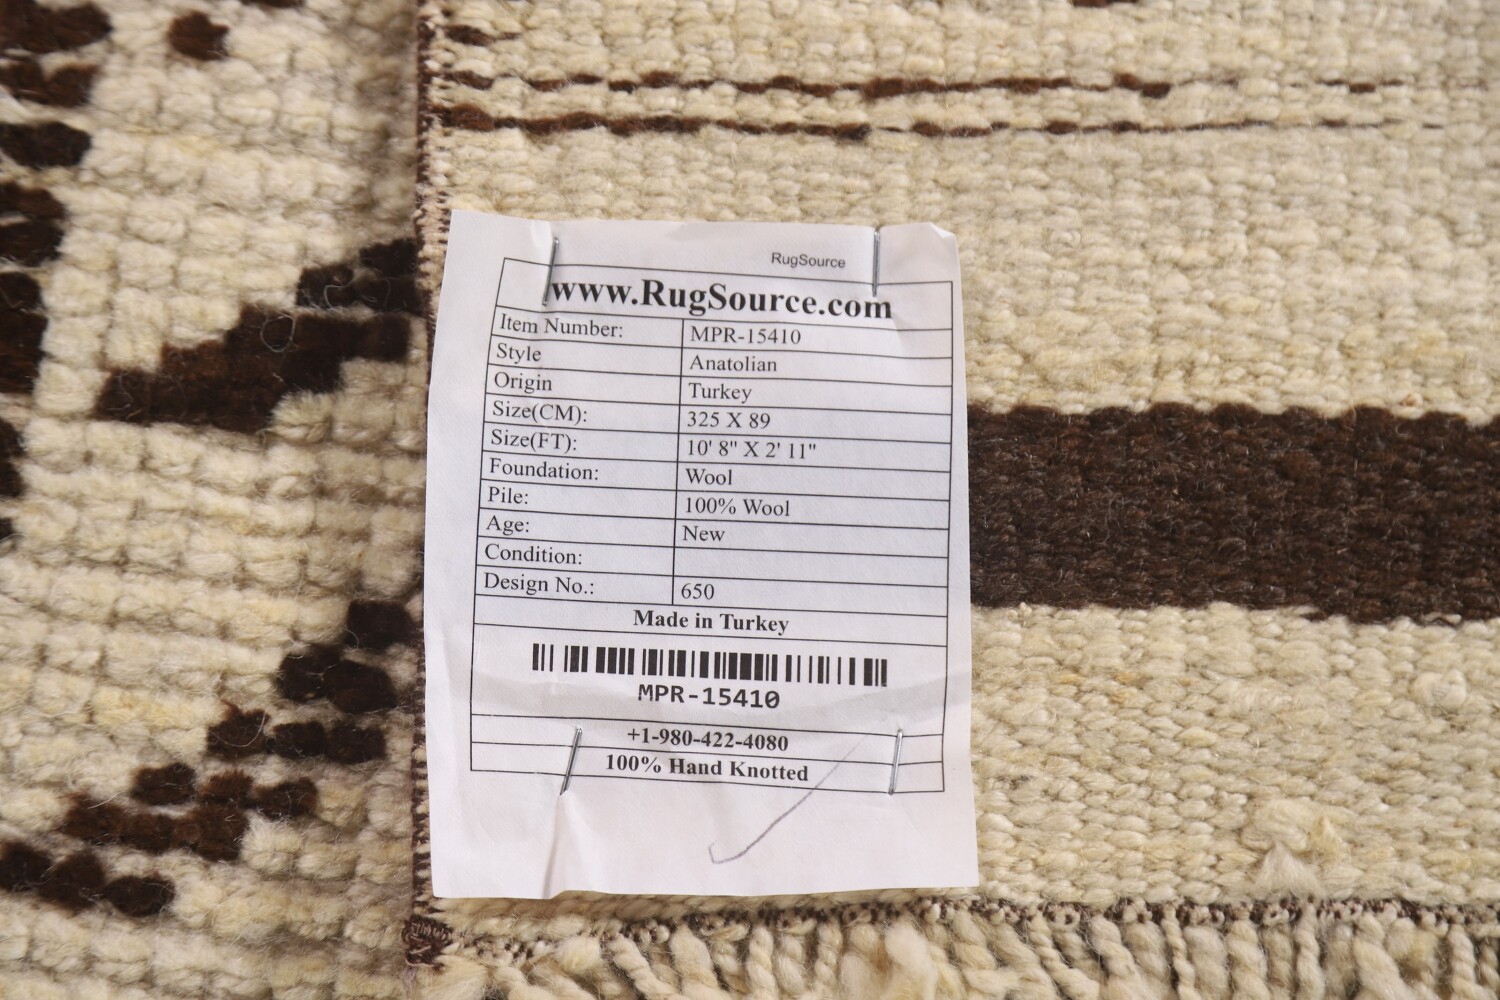 RugSource
www.RugSource.com
Item Number: MPR-15410
Style Anatolian
Origin Turkey
Size(CM): 325 X 89
Size(FT): 10' 8" X 2' 11"
Foundation: Wool
Pile: 100% Wool
Age: New
Condition:
Design No.: 650
Made in Turkey
MPR-15410
+1-980-422-4080
100% Hand Knotted